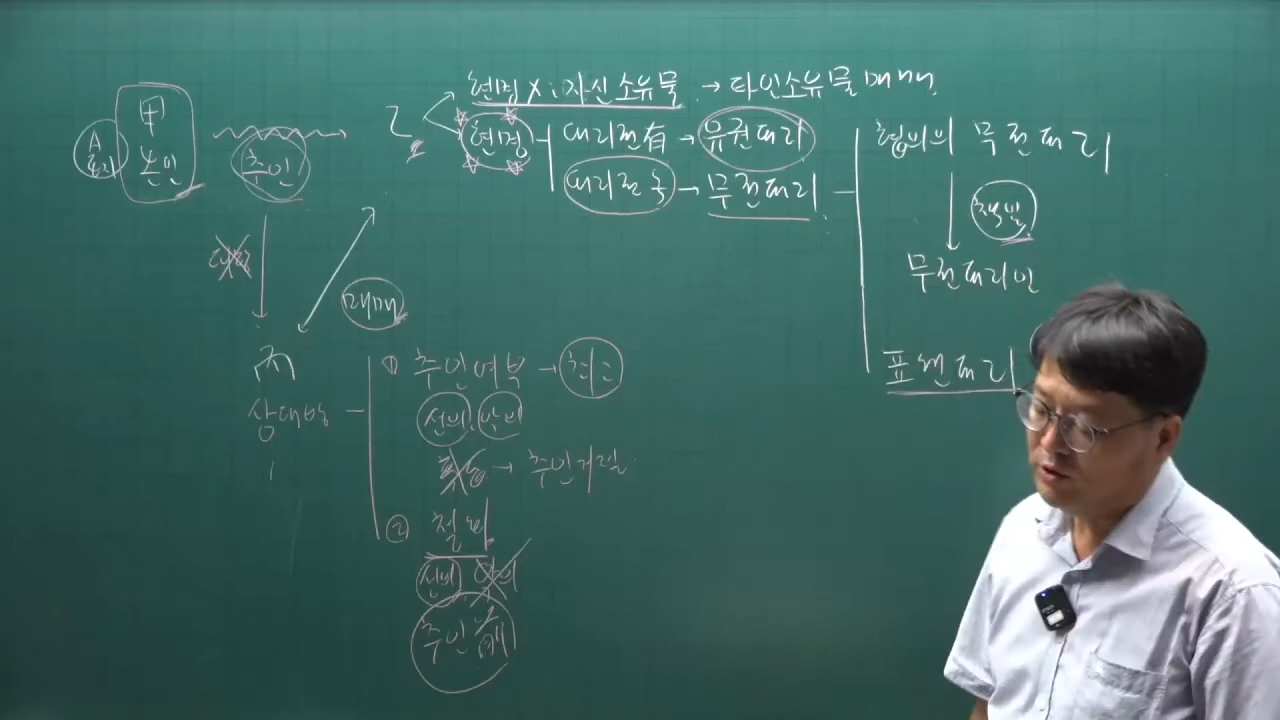 현명 X : 자신소유물 → 타인소유물매매
甲
본인
A
토지
추인
乙
현명
대리권有 → 유권대리
대리권 무 → 무권대리
협의의 무권대리
책임
무권대리인
표현대리
매매
丙
상대방
① 추인여부 → 최고
선의, 악의
→ 추인거절
② 철회
선의 악의
추인